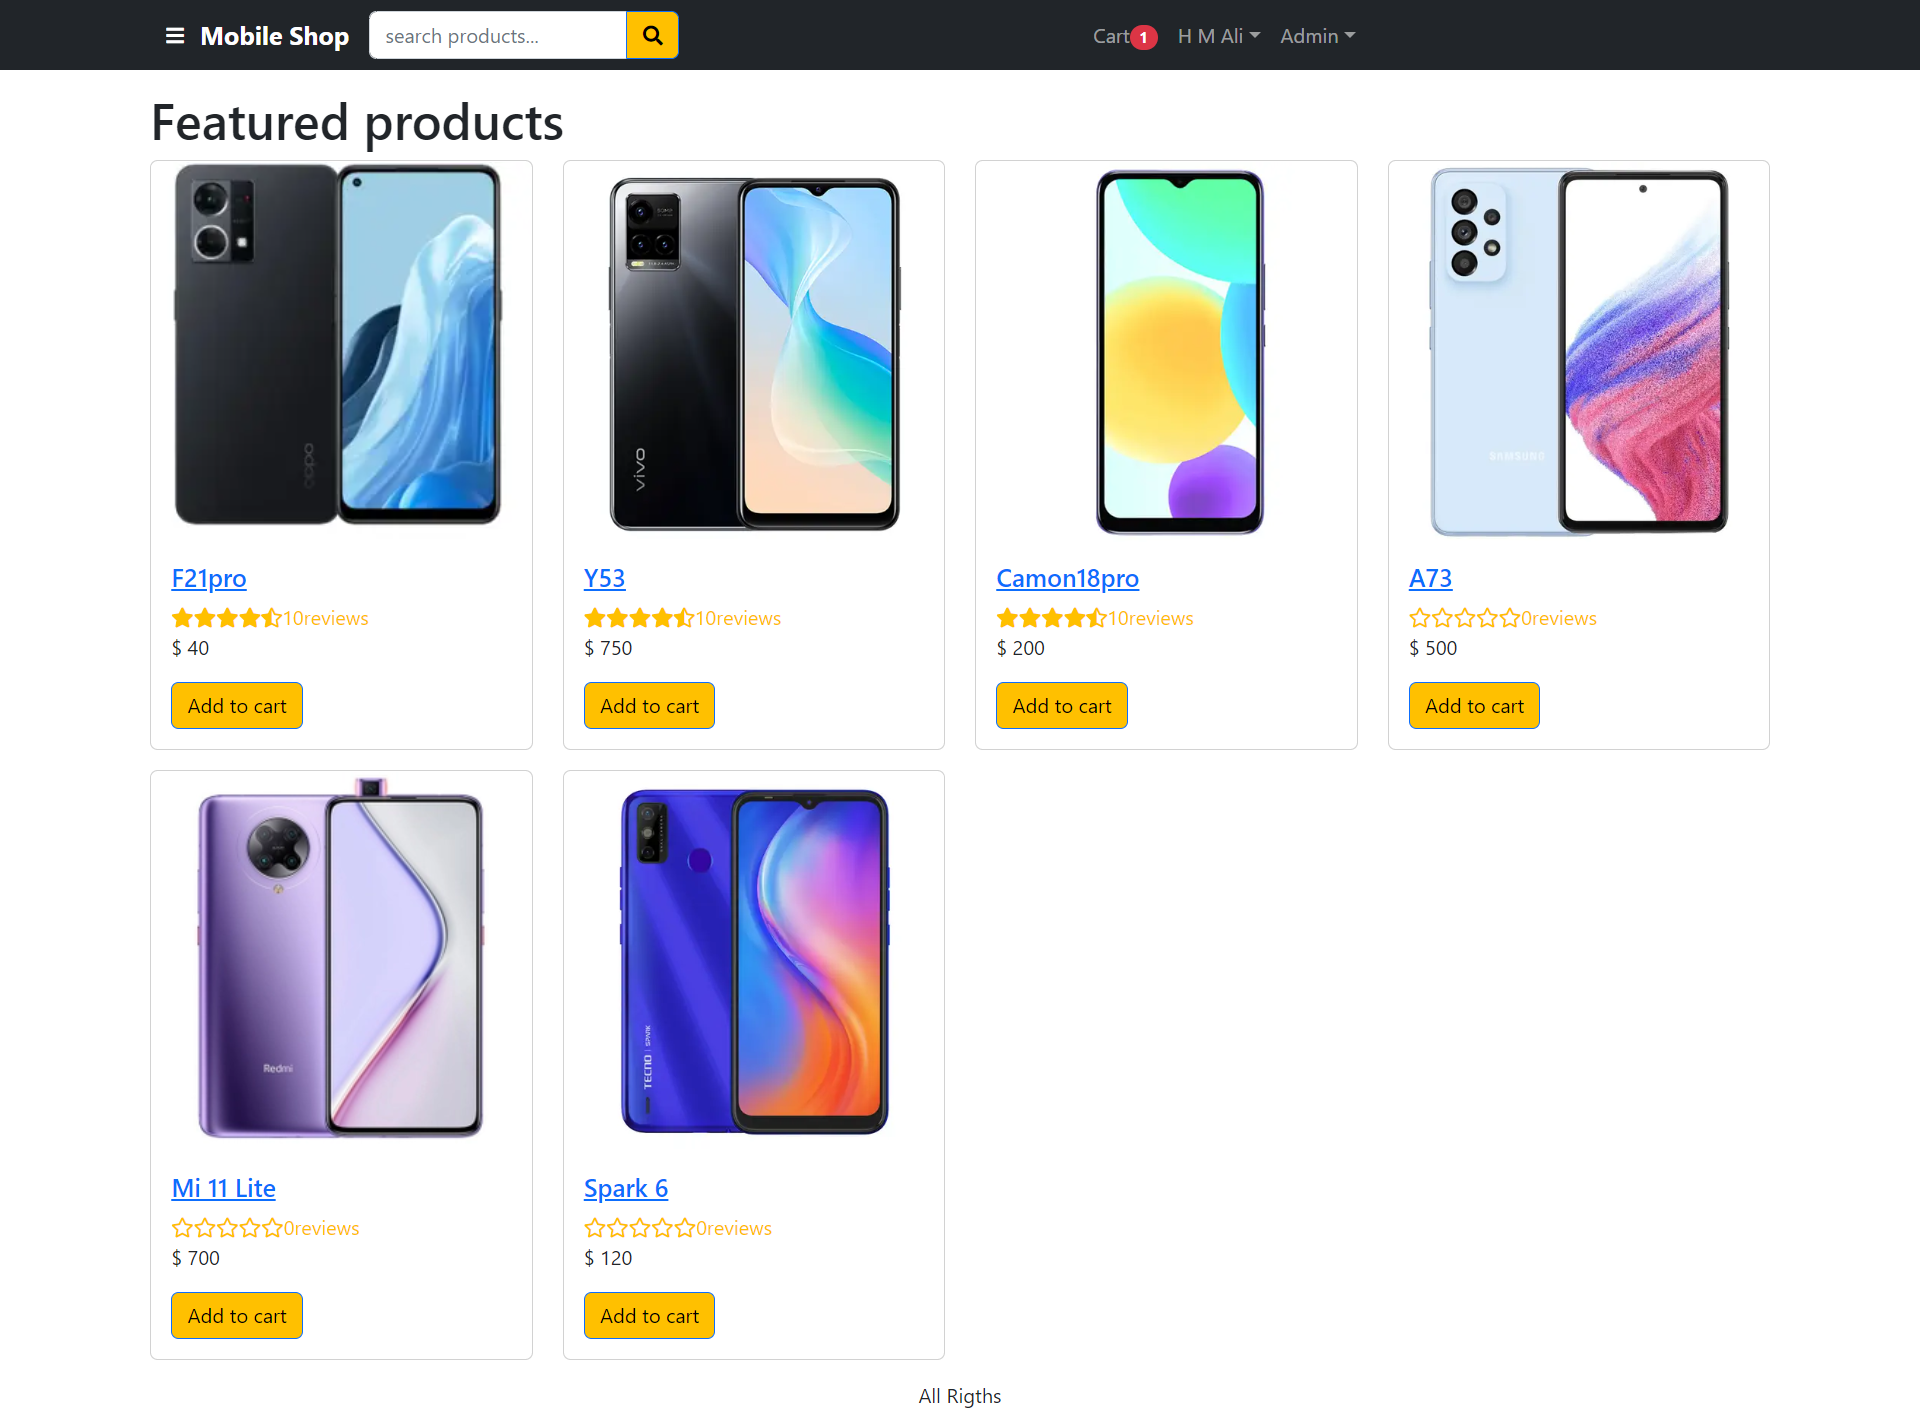 Mobile Shop
search products...
Cart 1
H M Ali
Admin
Featured products
oppo
vivo
SAMSUNG
F21pro
10reviews
$ 40
Add to cart
Y53
10reviews
$ 750
Add to cart
Camon18pro
10reviews
$ 200
Add to cart
A73
0reviews
$ 500
Add to cart
Redmi
TECNO | SPARK
Mi 11 Lite
0reviews
$ 700
Add to cart
Spark 6
0reviews
$ 120
Add to cart
All Rigths